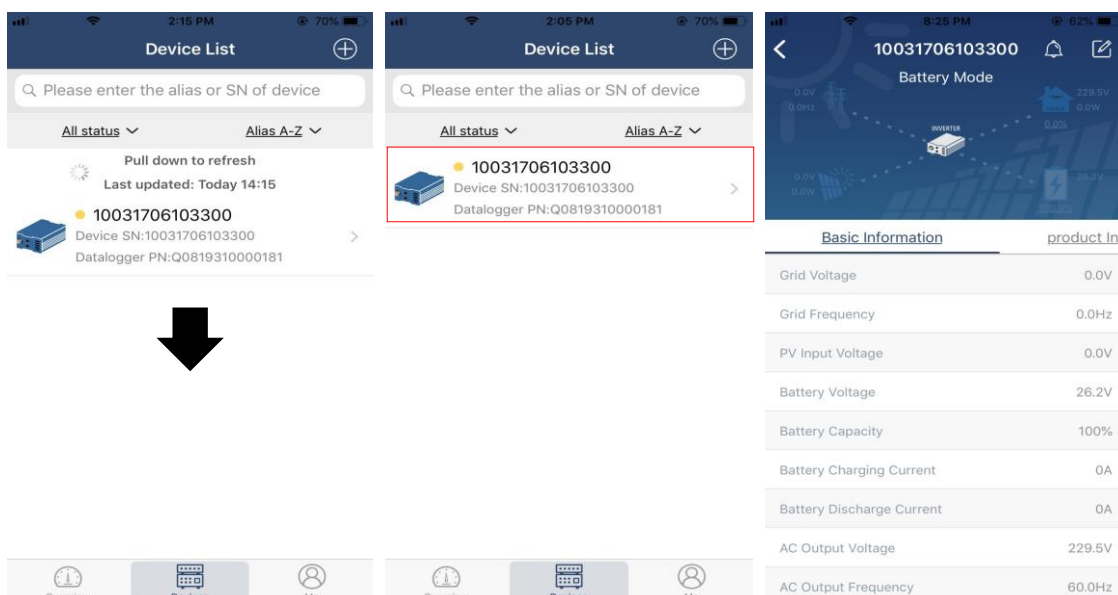 2:15 PM
70%
Device List
Please enter the alias or SN of device
All status
Alias A-Z
Pull down to refresh
Last updated: Today 14:15
10031706103300
Device SN:10031706103300
Datalogger PN:Q0819310000181
2:05 PM
70%
Device List
Please enter the alias or SN of device
All status
Alias A-Z
10031706103300
Device SN:10031706103300
Datalogger PN:Q0819310000181
8:25 PM
62%
10031706103300
Battery Mode
0.0V
0.0Hz
229.5V
0.0W
0.0%
INVERTER
0.0V
0.0W
26.2V
Basic Information
product In
Grid Voltage 0.0V
Grid Frequency 0.0Hz
PV Input Voltage 0.0V
Battery Voltage 26.2V
Battery Capacity 100%
Battery Charging Current 0A
Battery Discharge Current 0A
AC Output Voltage 229.5V
AC Output Frequency 60.0Hz